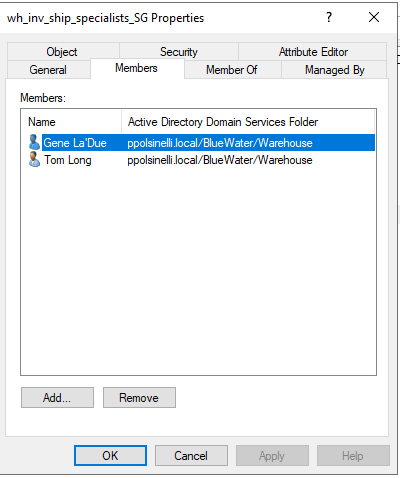 wh_inv_ship_specialists_SG Properties
Object Security Attribute Editor
General Members Member Of Managed By
Members:
Name Active Directory Domain Services Folder
Gene La'Due ppolsinelli.local/BlueWater/Warehouse
Tom Long ppolsinelli.local/BlueWater/Warehouse
Add... Remove
OK Cancel Apply Help